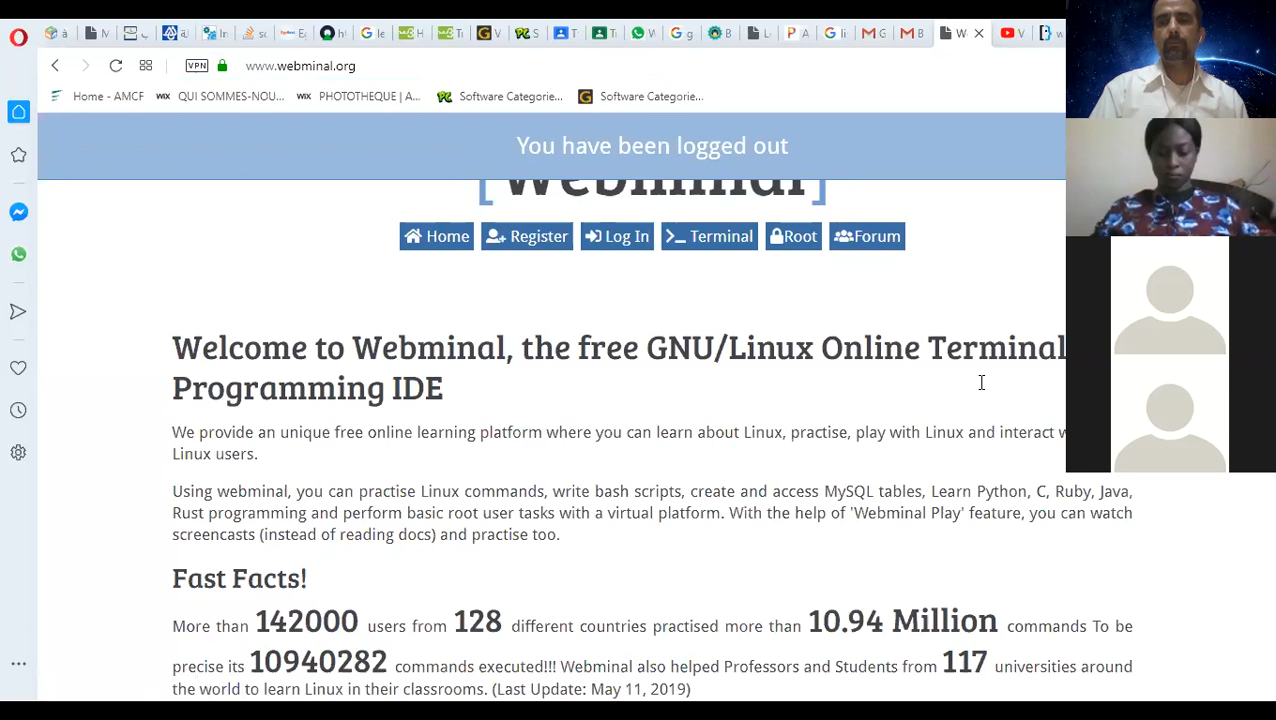 VPN www.webminal.org
Home - AMCF WIX QUI SOMMES-NOU... WIX PHOTOTHEQUE | A... PC Software Categorie... G Software Categorie...
You have been logged out
[Webminal]
Home Register Log In Terminal Root Forum
Welcome to Webminal, the free GNU/Linux Online Terminal
Programming IDE
We provide an unique free online learning platform where you can learn about Linux, practise, play with Linux and interact
Linux users.
Using webminal, you can practise Linux commands, write bash scripts, create and access MySQL tables, Learn Python, C, Ruby, Java,
Rust programming and perform basic root user tasks with a virtual platform. With the help of 'Webminal Play' feature, you can watch
screencasts (instead of reading docs) and practise too.
Fast Facts!
More than 142000 users from 128 different countries practised more than 10.94 Million commands To be
precise its 10940282 commands executed!!! Webminal also helped Professors and Students from 117 universities around
the world to learn Linux in their classrooms. (Last Update: May 11, 2019)